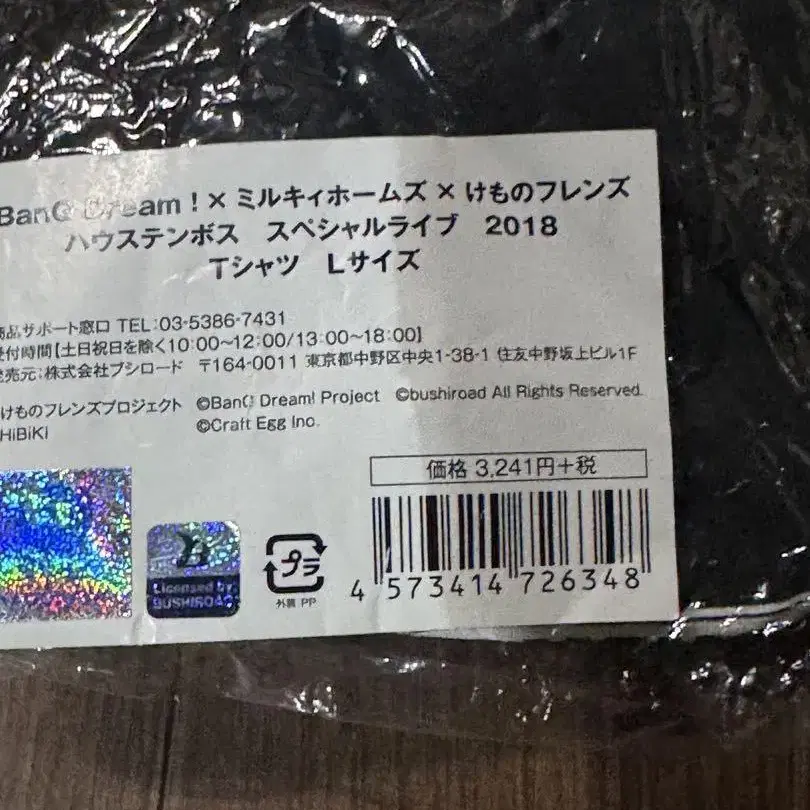 BanG Dream！× ミルキィホームズ × けものフレンズ
ハウステンボス　スペシャルライブ　2018
Tシャツ　Lサイズ
商品サポート窓口 TEL:03-5386-7431
受付時間【土日祝日を除く10:00~12:00/13:00~18:00】
発売元:株式会社ブシロード　〒164-0011 東京都中野区中央1-38-1 住友中野坂上ビル1F
けものフレンズプロジェクト ©BanG Dream! Project ©bushiroad All Rights Reserved.
HiBiKi ©Craft Egg Inc.
価格 3,241円+税
Licensed by
BUSHIROAD
プラ
外装 PP
4 573414 726348